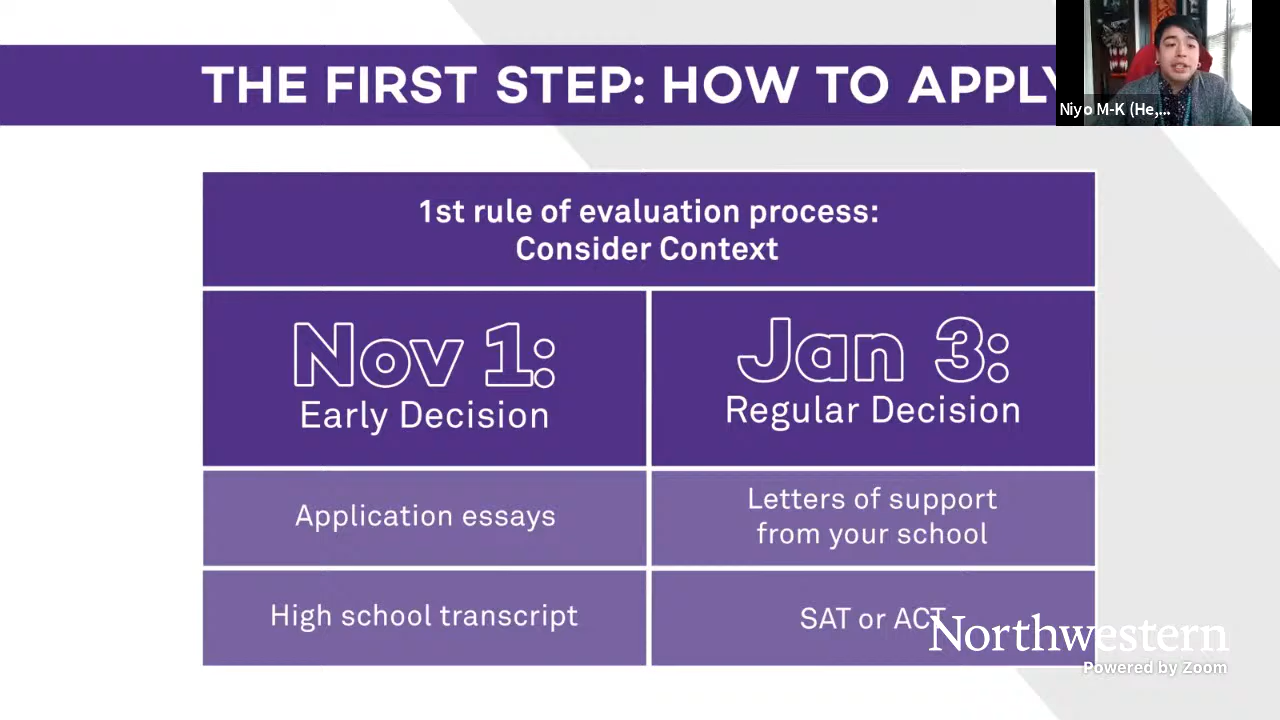 THE FIRST STEP: HOW TO APPLY
Niyo M-K (He,...
1st rule of evaluation process:
Consider Context
Nov 1:
Early Decision
Jan 3:
Regular Decision
Application essays
Letters of support
from your school
High school transcript
SAT or ACT
Northwestern
Powered by Zoom